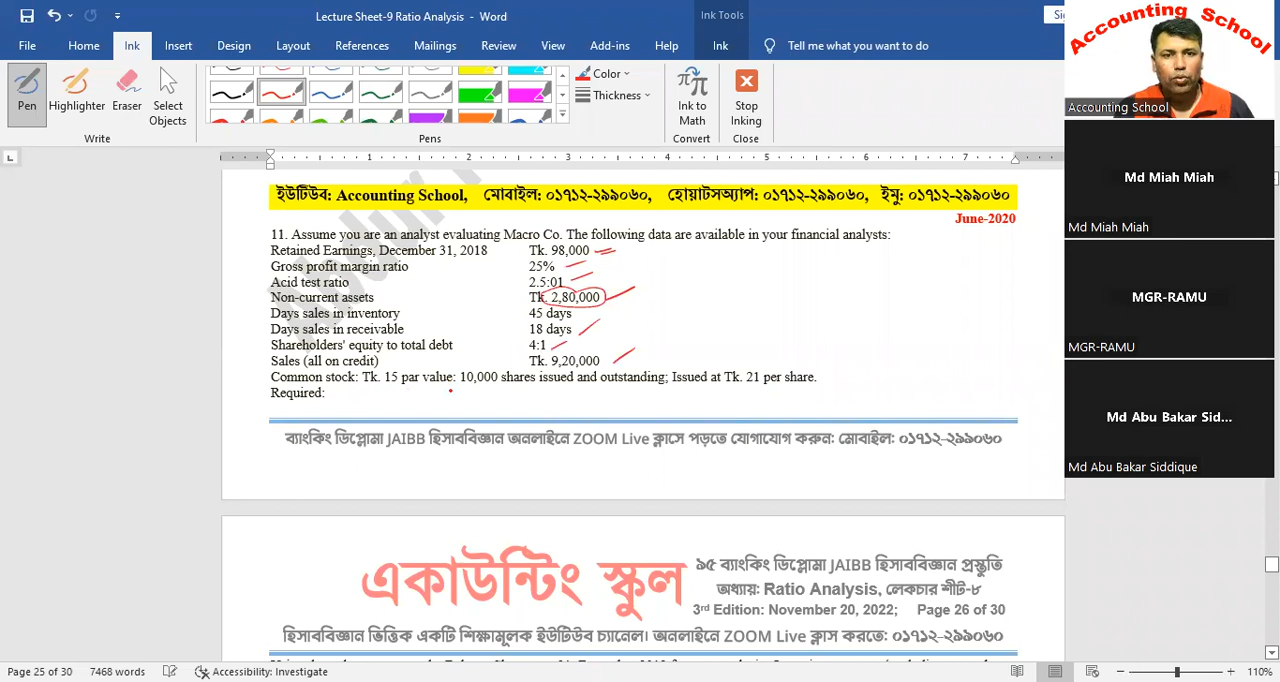 Lecture Sheet-9 Ratio Analysis - Word
Ink Tools
File Home Ink Insert Design Layout References Mailings Review View Add-ins Help Ink Tell me what you want to do
Pen
Highlighter
Eraser
Select Objects
Color
Thickness
Ink to Math
Stop Inking
Write
Pens
Convert
Close
Accounting School
Accounting School
Md Miah Miah
Md Miah Miah
MGR-RAMU
MGR-RAMU
Md Abu Bakar Sid...
Md Abu Bakar Siddique
1 2 3 4 5 6 7
ইউটিউব: Accounting School, মোবাইল: ০১৭১২-২৯৯০৬০, হোয়াটসঅ্যাপ: ০১৭১২-২৯৯০৬০, ইমু: ০১৭১২-২৯৯০৬০
June-2020
11. Assume you are an analyst evaluating Macro Co. The following data are available in your financial analysts:
Retained Earnings, December 31, 2018 Tk. 98,000
Gross profit margin ratio 25%
Acid test ratio 2.5:01
Non-current assets Tk. 2,80,000
Days sales in inventory 45 days
Days sales in receivable 18 days
Shareholders' equity to total debt 4:1
Sales (all on credit) Tk. 9,20,000
Common stock: Tk. 15 par value: 10,000 shares issued and outstanding; Issued at Tk. 21 per share.
Required:
ব্যাংকিং ডিপ্লোমা JAIBB হিসাববিজ্ঞান অনলাইনে ZOOM Live ক্লাসে পড়তে যোগাযোগ করুন: মোবাইল: ০১৭১২-২৯৯০৬০
একাউন্টিং স্কুল
৯৫ ব্যাংকিং ডিপ্লোমা JAIBB হিসাববিজ্ঞান প্রস্তুতি
অধ্যায়: Ratio Analysis, লেকচার শীট-৮
3rd Edition: November 20, 2022; Page 26 of 30
হিসাববিজ্ঞান ভিত্তিক একটি শিক্ষামূলক ইউটিউব চ্যানেল। অনলাইনে ZOOM Live ক্লাস করতে: ০১৭১২-২৯৯০৬০
Page 25 of 30 7468 words Accessibility: Investigate 110%